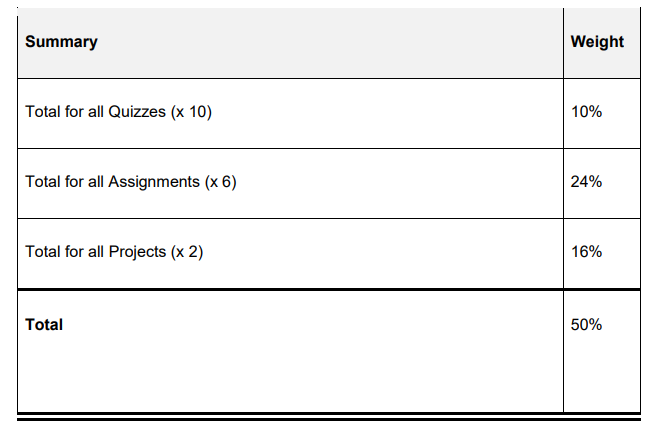 Summary Weight
Total for all Quizzes (x 10) 10%
Total for all Assignments (x 6) 24%
Total for all Projects (x 2) 16%
Total 50%